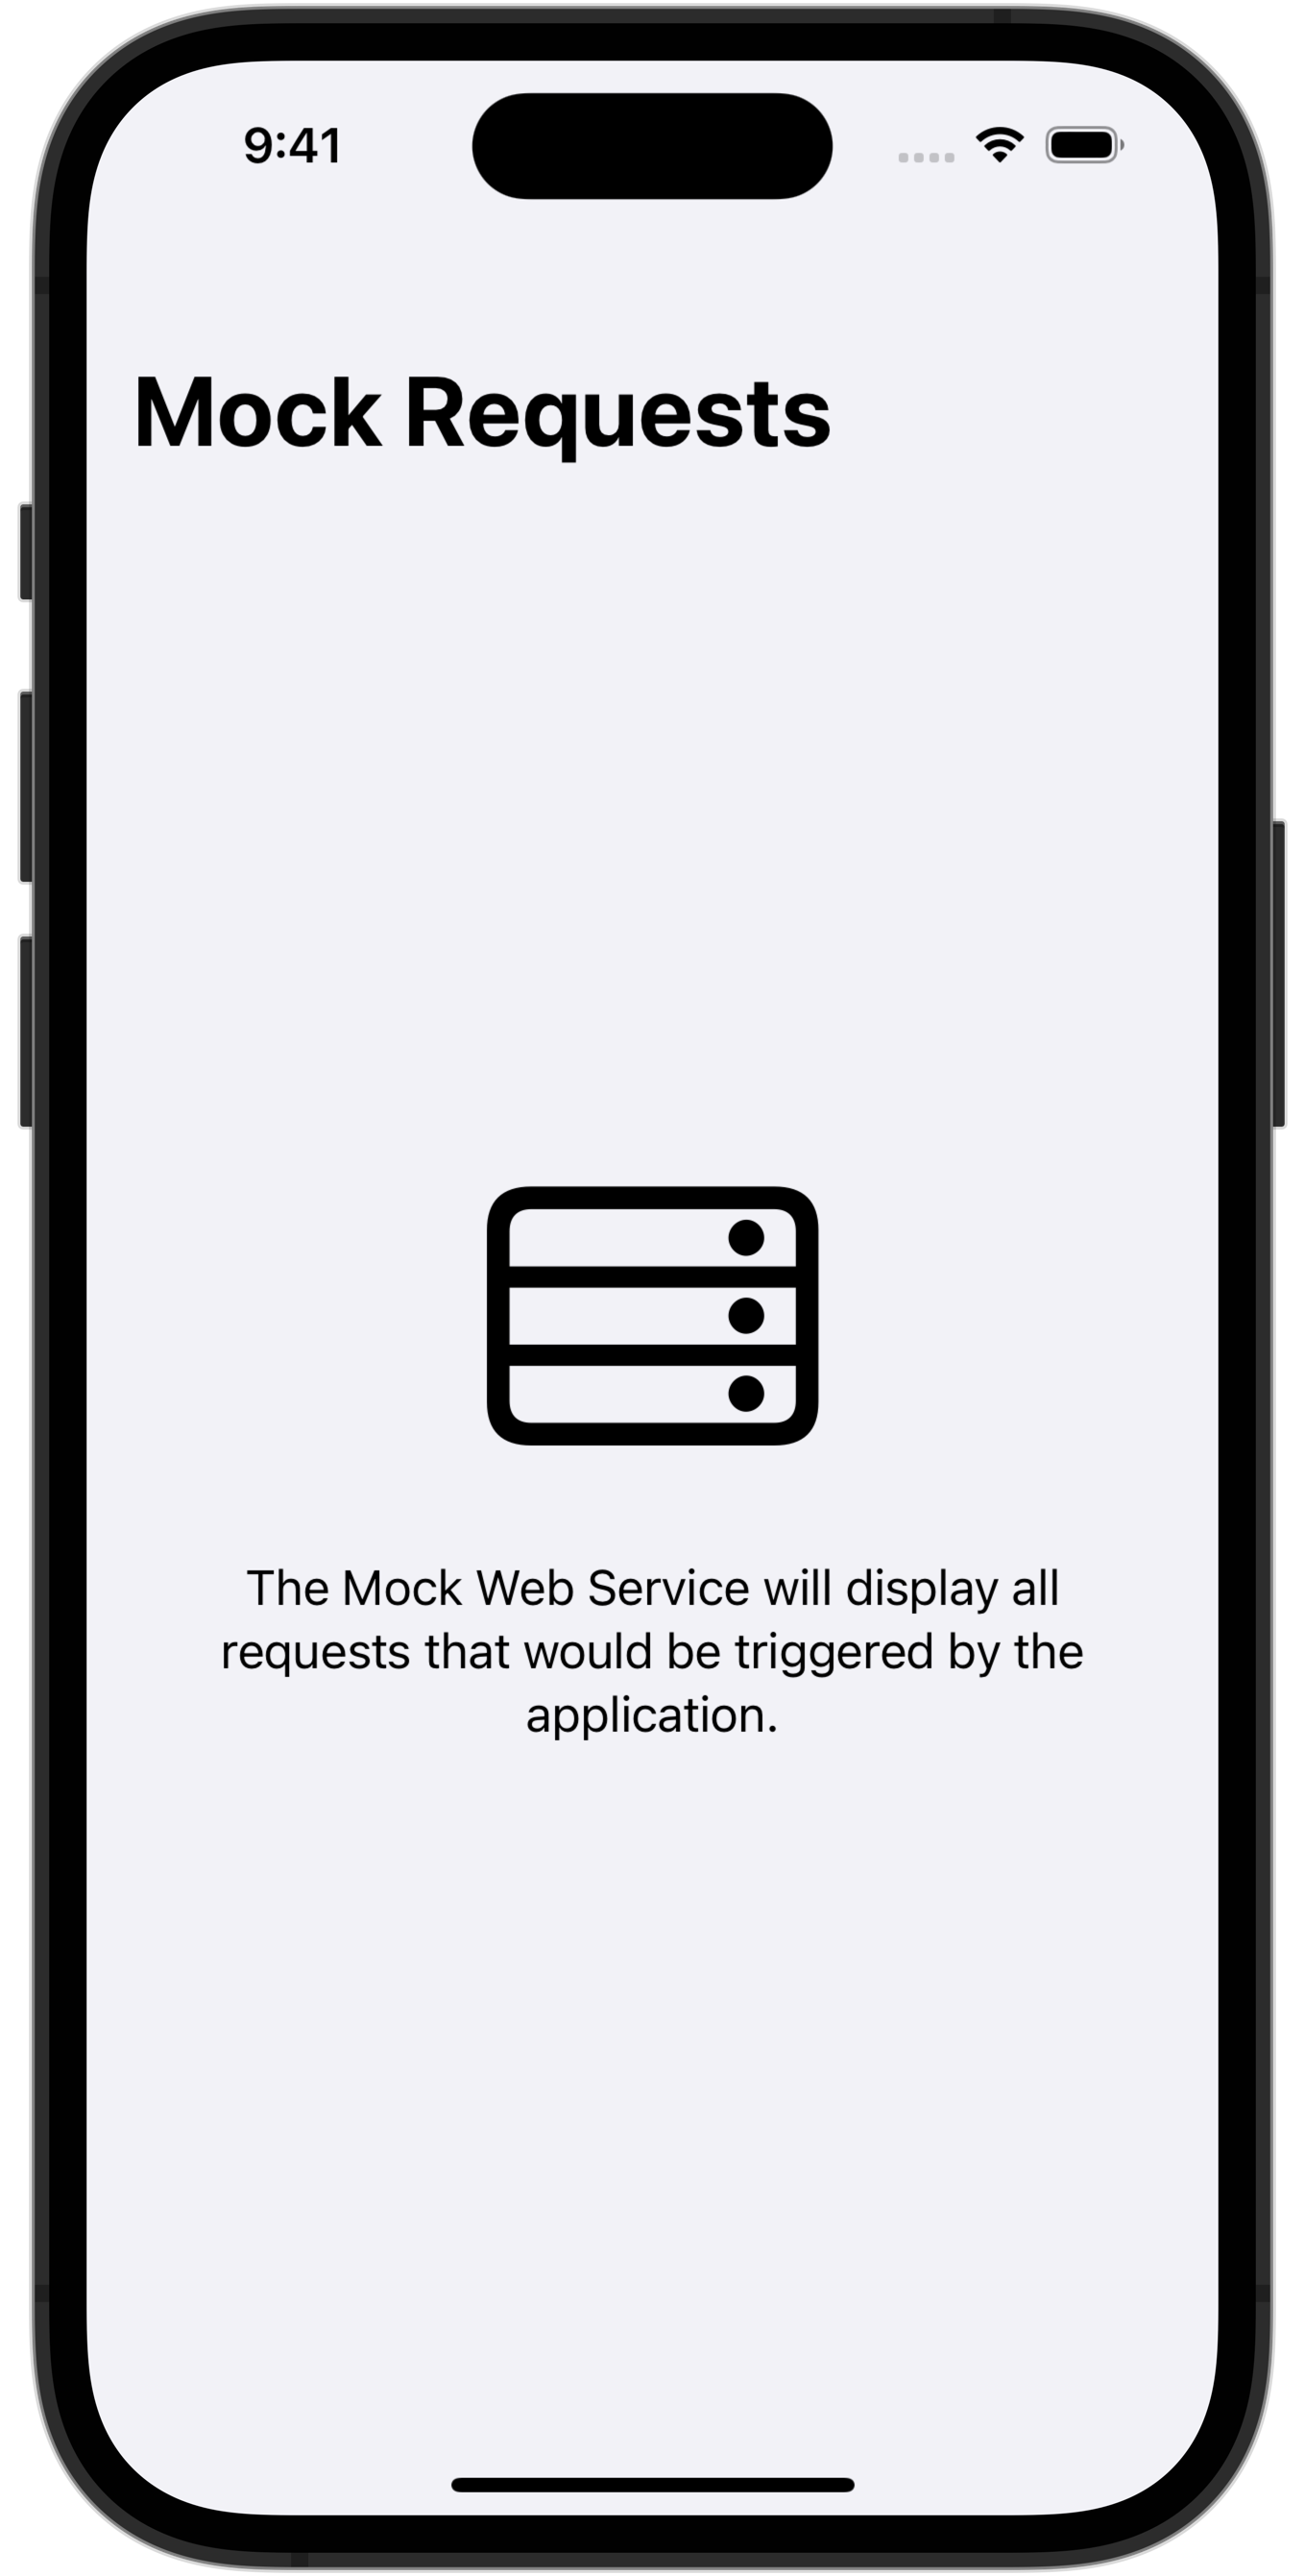 9:41
Mock Requests
The Mock Web Service will display all
requests that would be triggered by the
application.